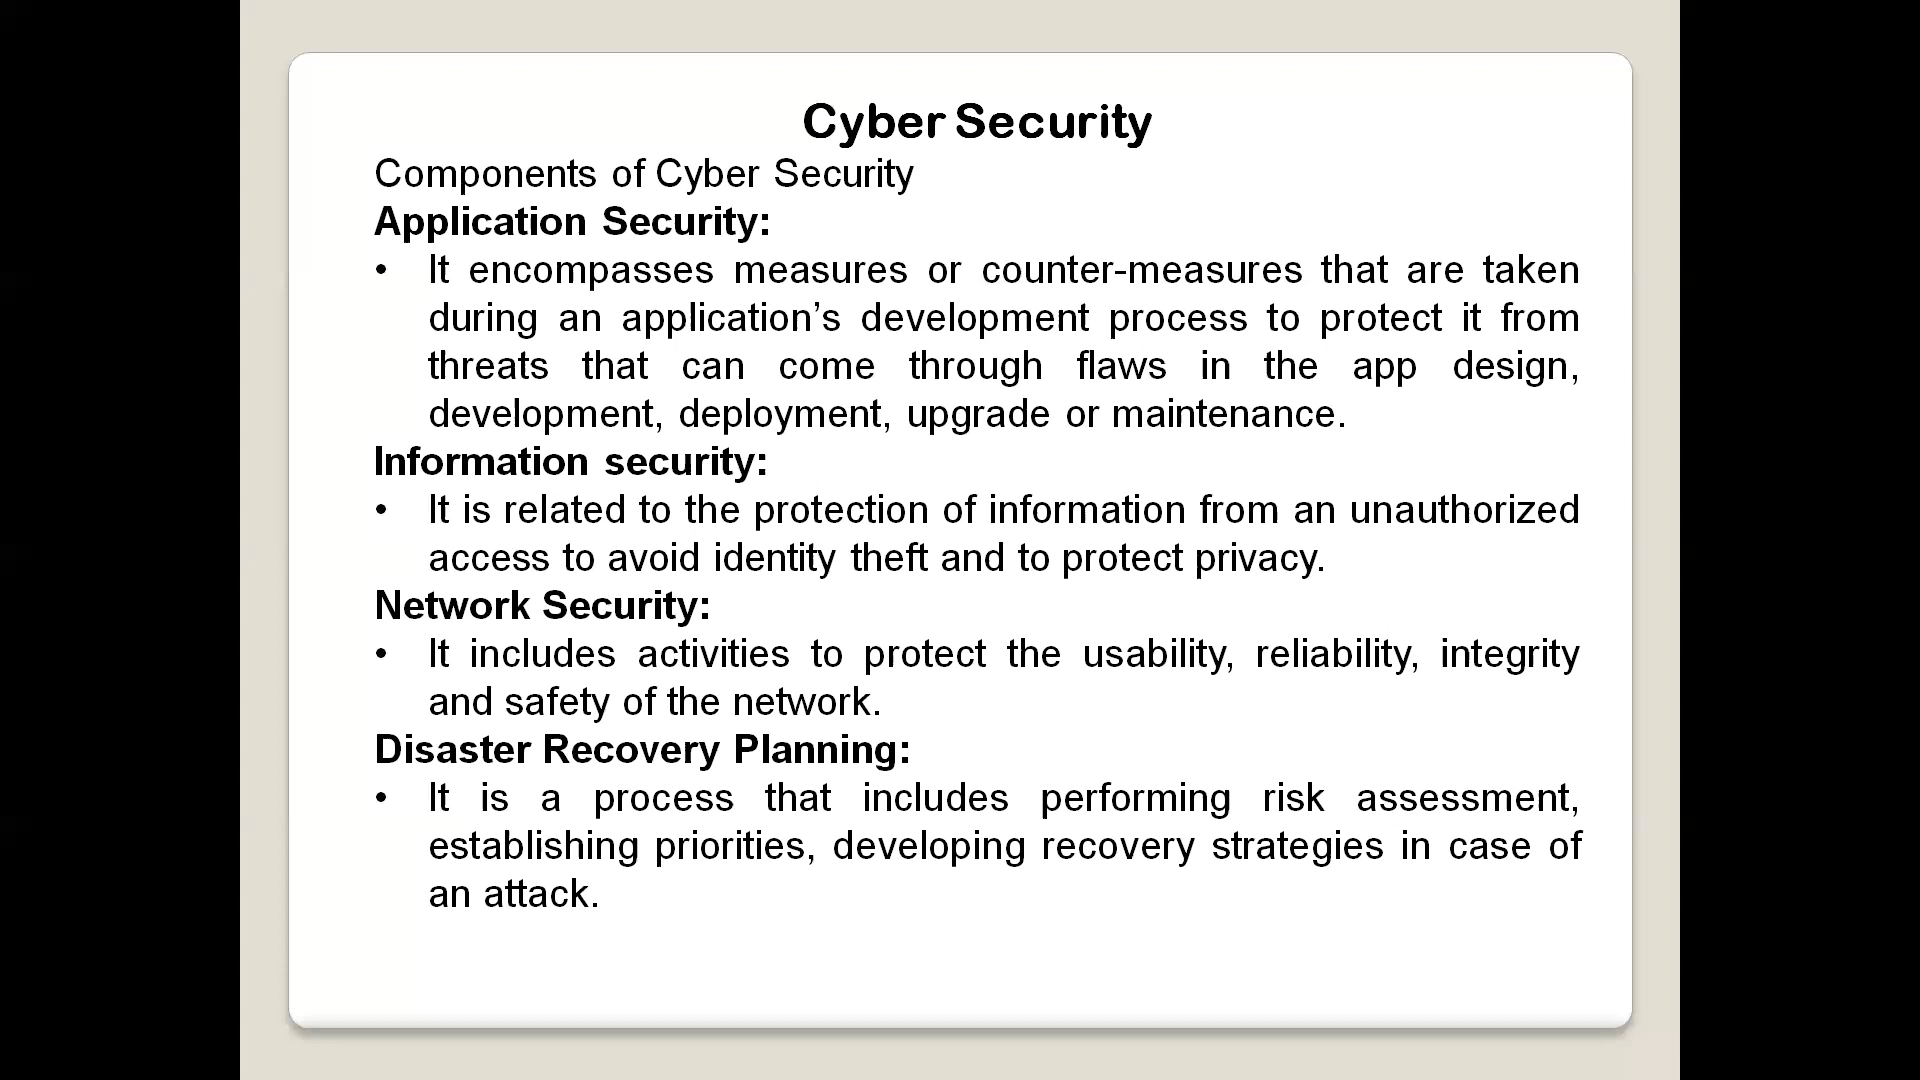 Cyber Security
Components of Cyber Security
Application Security:
• It encompasses measures or counter-measures that are taken
during an application’s development process to protect it from
threats that can come through flaws in the app design,
development, deployment, upgrade or maintenance.
Information security:
• It is related to the protection of information from an unauthorized
access to avoid identity theft and to protect privacy.
Network Security:
• It includes activities to protect the usability, reliability, integrity
and safety of the network.
Disaster Recovery Planning:
• It is a process that includes performing risk assessment,
establishing priorities, developing recovery strategies in case of
an attack.